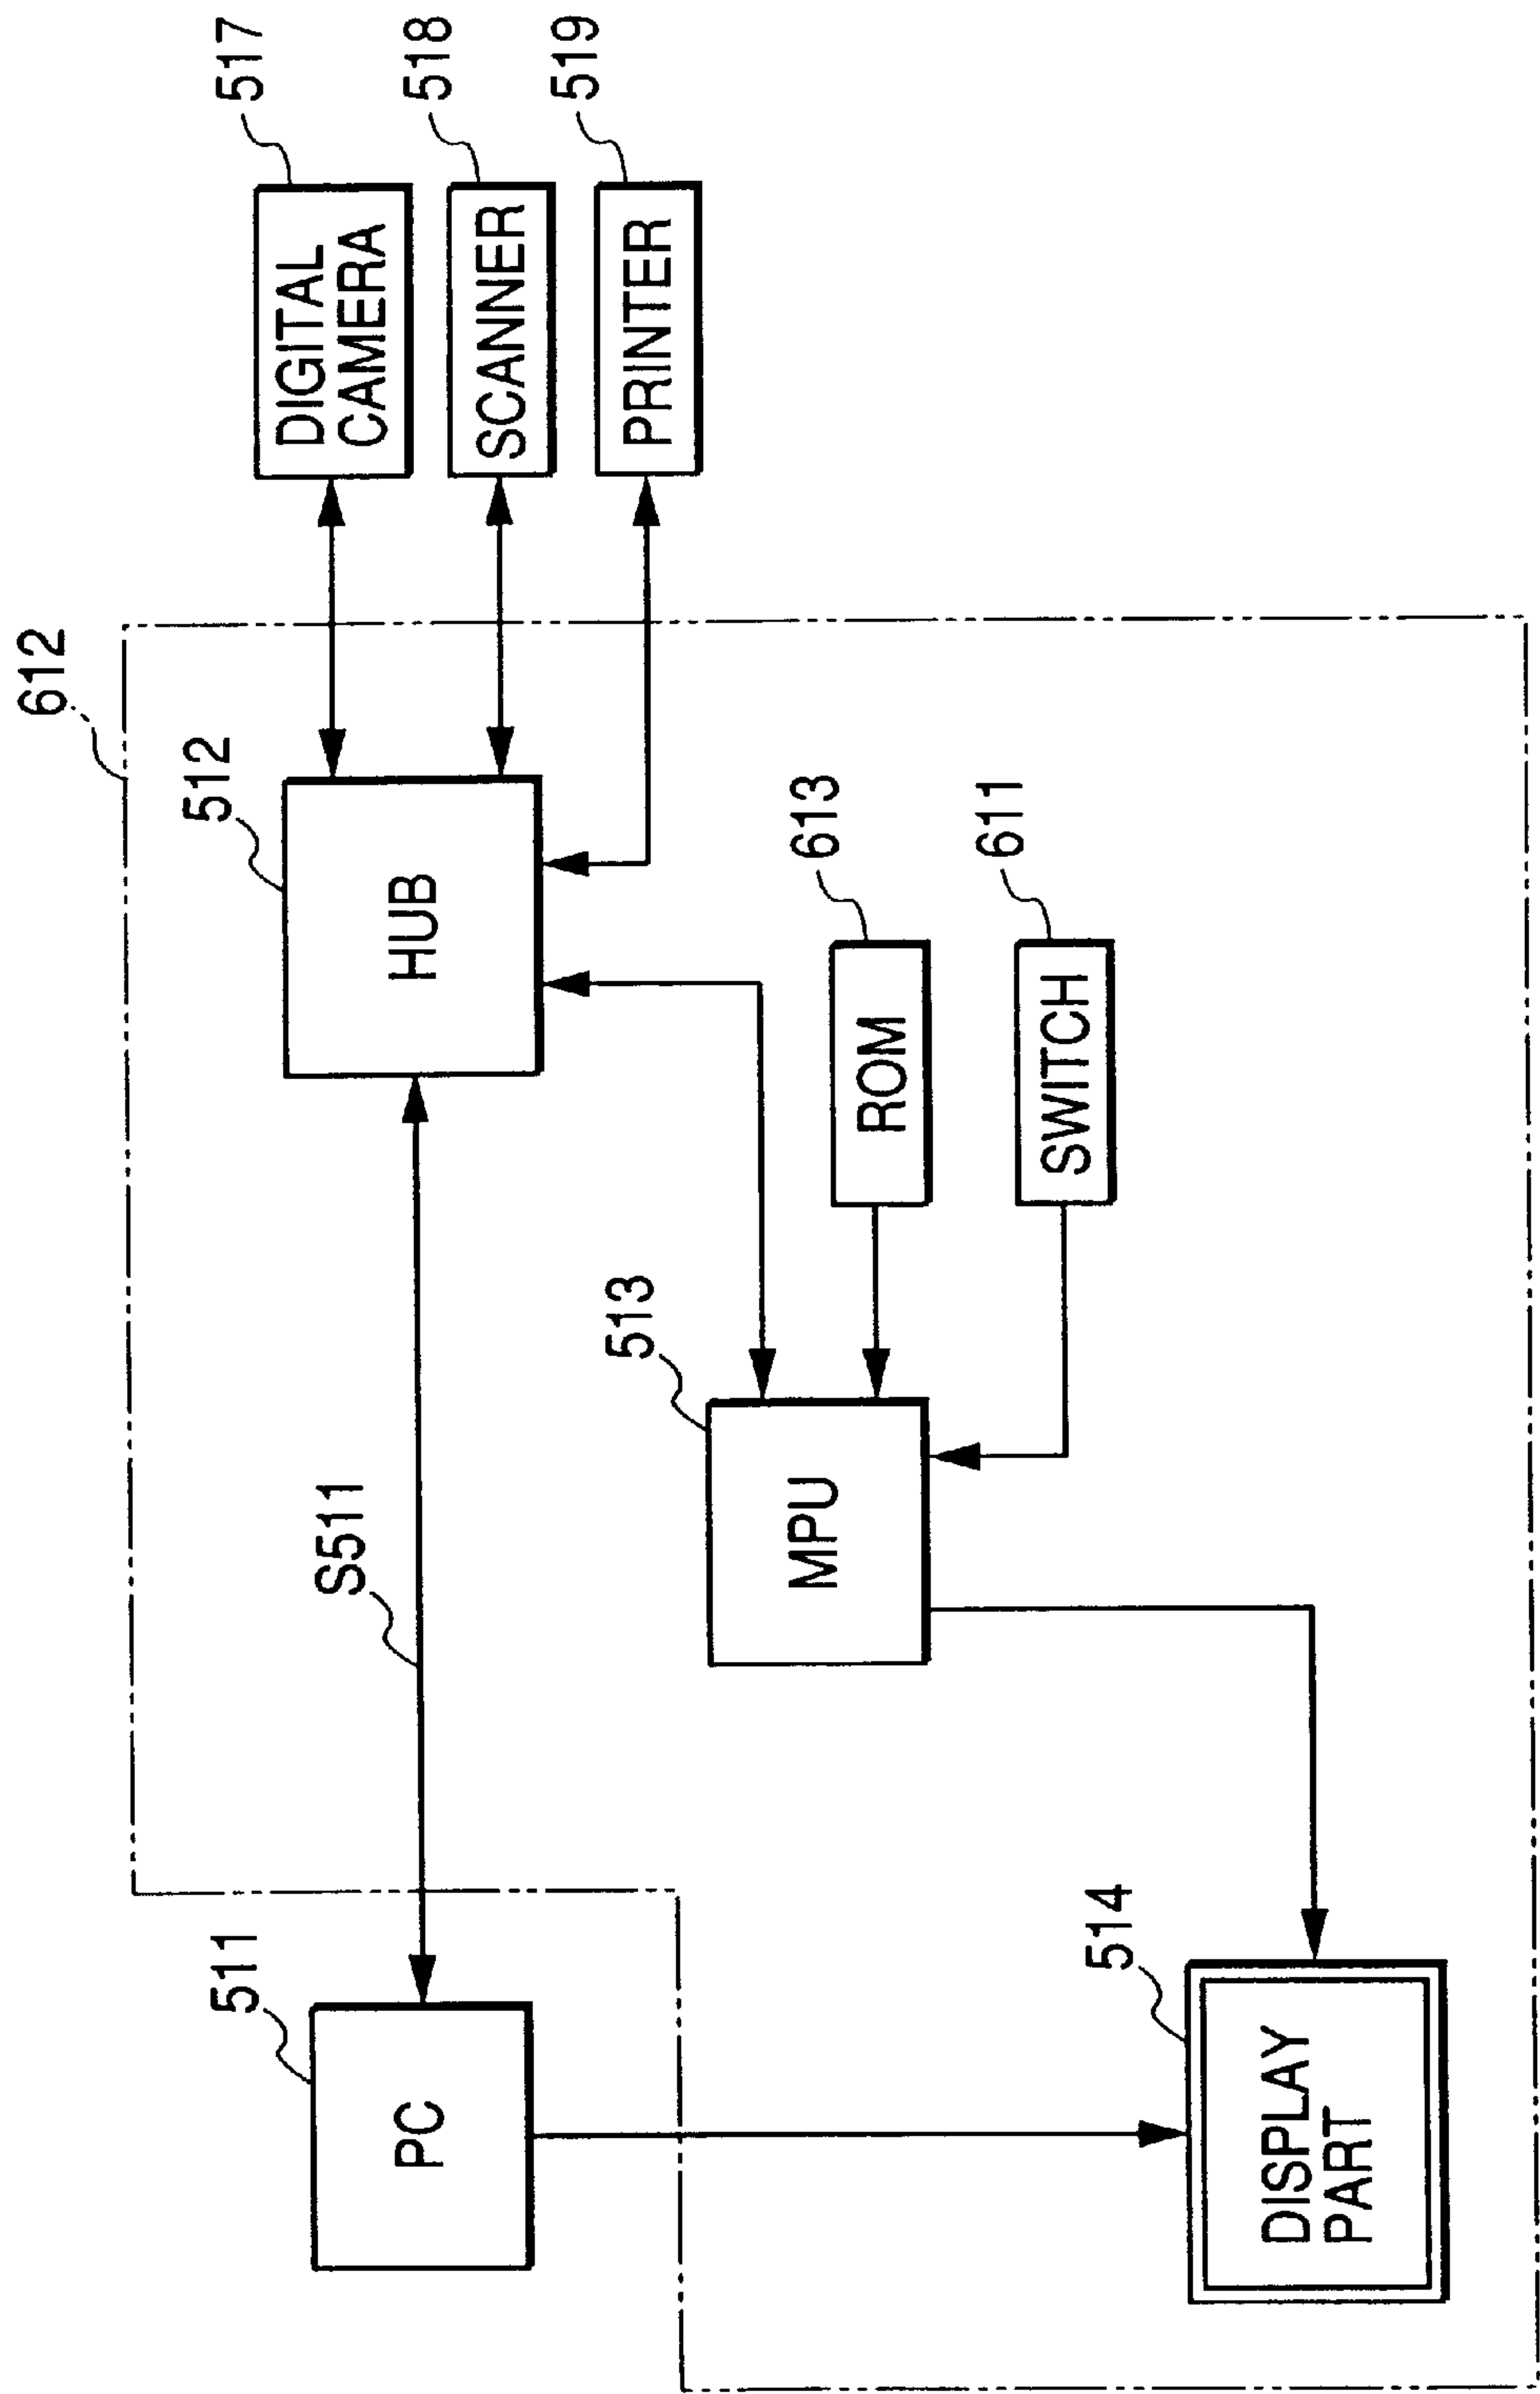 612
511
PC
S511
512
HUB
517
DIGITAL
CAMERA
518
SCANNER
519
PRINTER
513
MPU
613
ROM
611
SWITCH
514
DISPLAY
PART